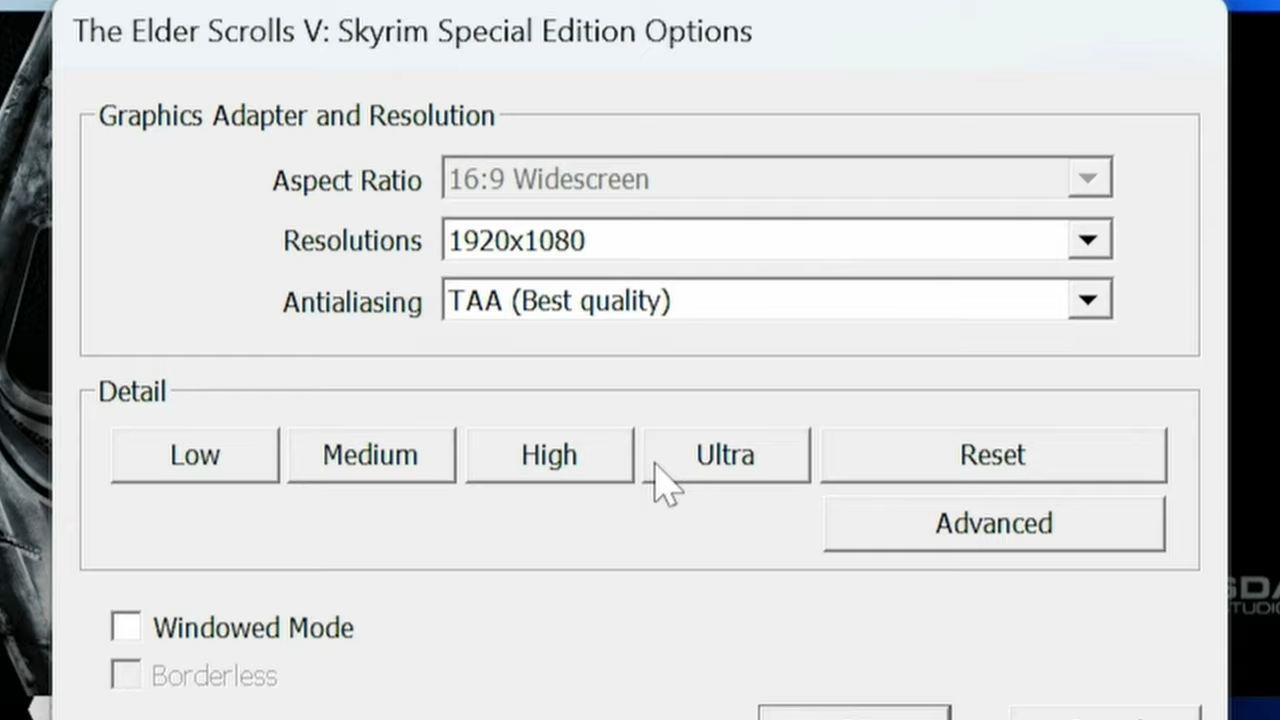 The Elder Scrolls V: Skyrim Special Edition Options
Graphics Adapter and Resolution
Aspect Ratio 16:9 Widescreen
Resolutions 1920x1080
Antialiasing TAA (Best quality)
Detail
Low Medium High Ultra Reset
Advanced
Windowed Mode
Borderless